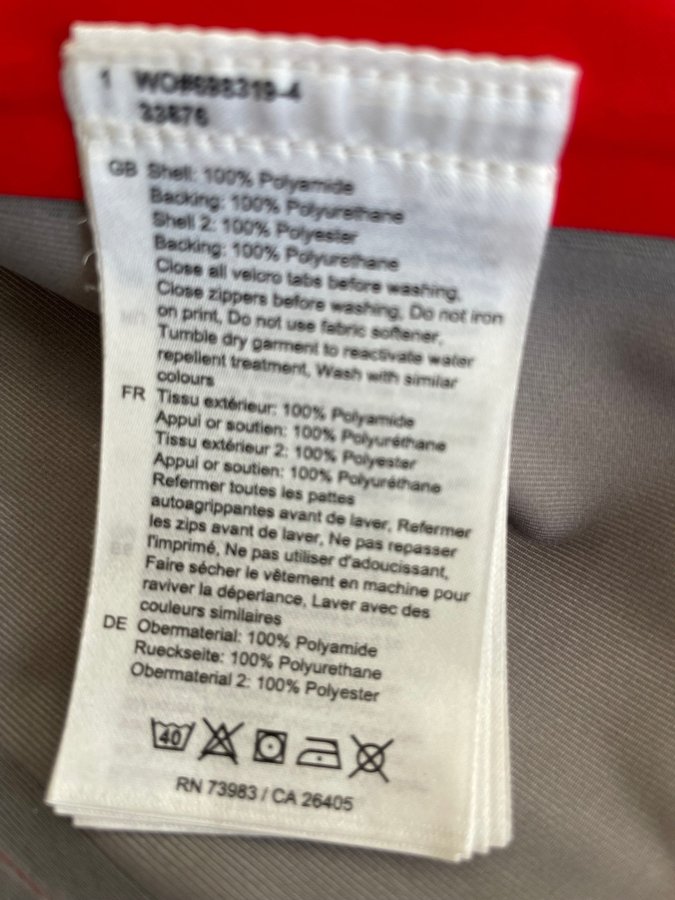 1 WO#698319-4
33876
GB Shell: 100% Polyamide
Backing: 100% Polyurethane
Shell 2: 100% Polyester
Backing: 100% Polyurethane
Close all velcro tabs before washing,
Close zippers before washing, Do not iron
on print, Do not use fabric softener,
Tumble dry garment to reactivate water
repellent treatment, Wash with similar
colours
FR Tissu extérieur: 100% Polyamide
Appui or soutien: 100% Polyuréthane
Tissu extérieur 2: 100% Polyester
Appui or soutien: 100% Polyuréthane
Refermer toutes les pattes
autoagrippantes avant de laver, Refermer
les zips avant de laver, Ne pas repasser
l'imprimé, Ne pas utiliser d'adoucissant,
Faire sécher le vêtement en machine pour
raviver la déperlance, Laver avec des
couleurs similaires
DE Obermaterial: 100% Polyamide
Rueckseite: 100% Polyurethane
Obermaterial 2: 100% Polyester
40
RN 73983 / CA 26405